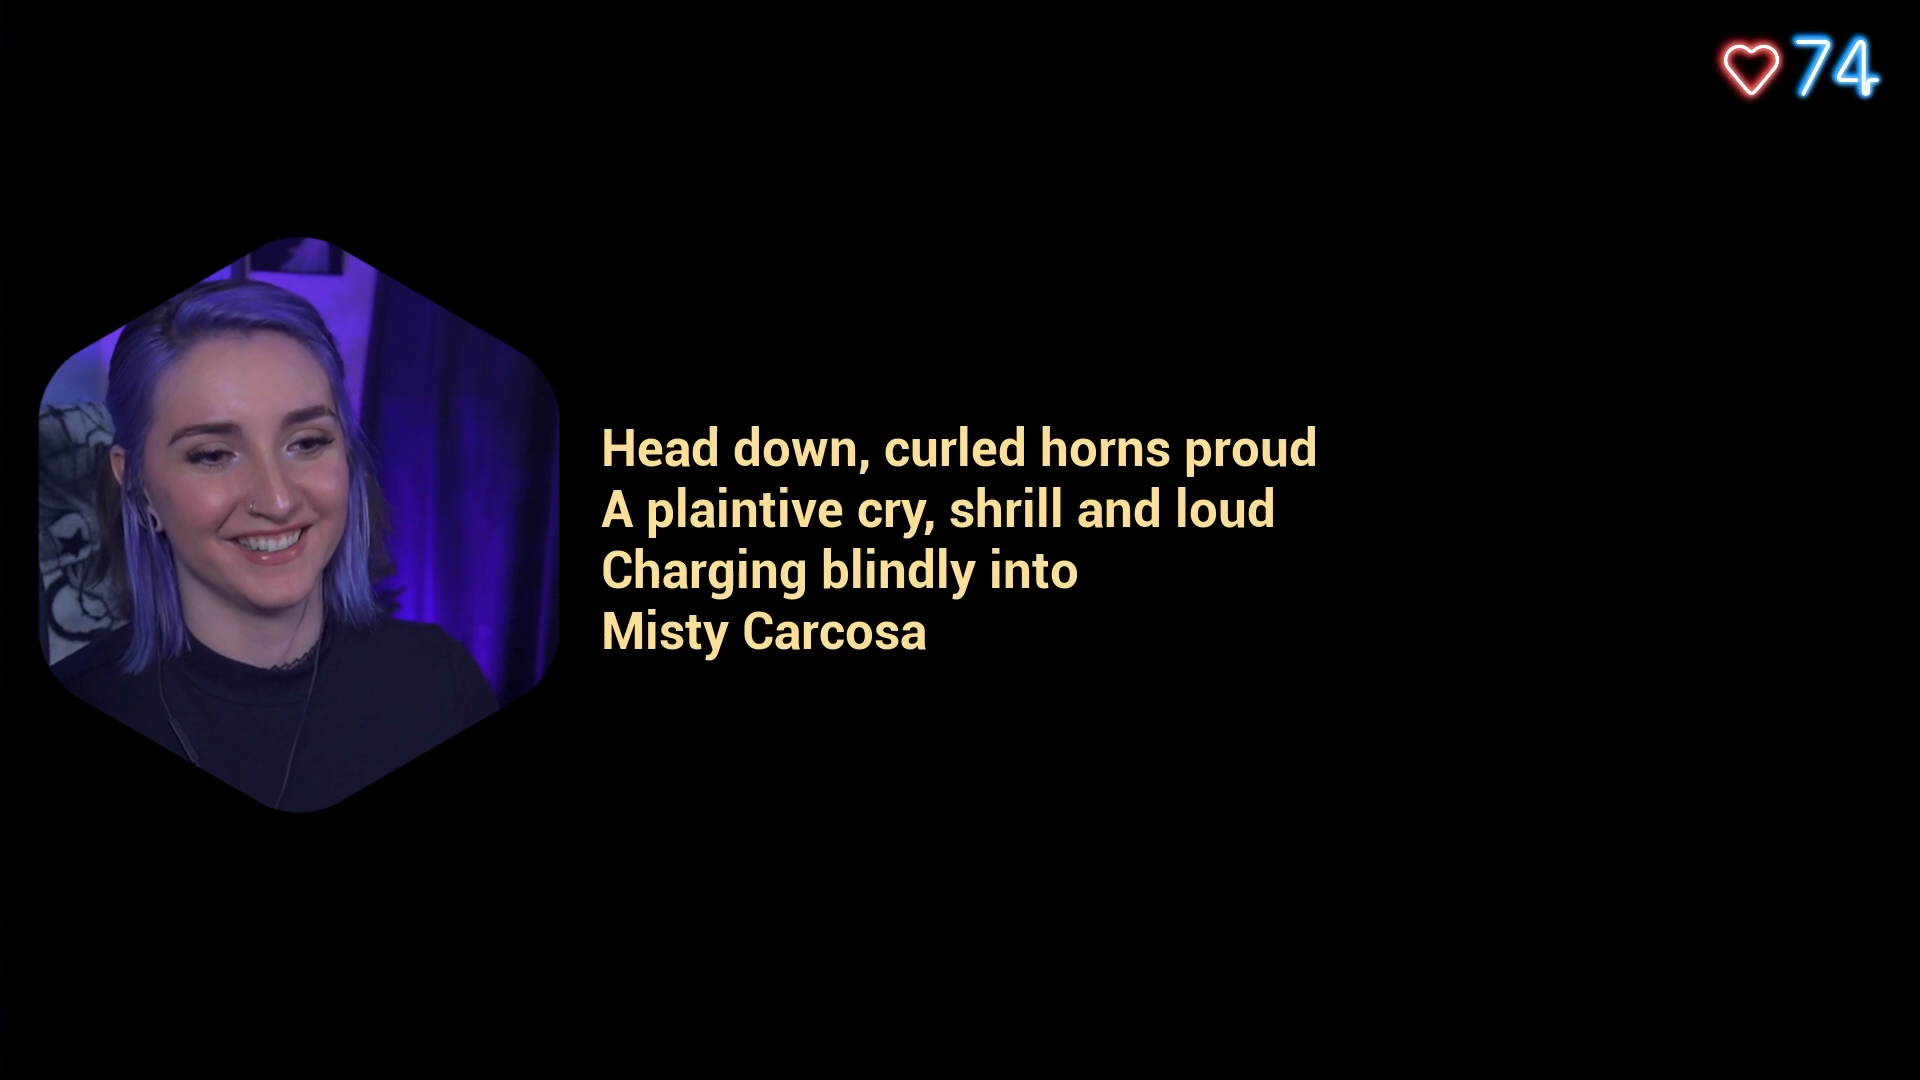 74
Head down, curled horns proud
A plaintive cry, shrill and loud
Charging blindly into
Misty Carcosa